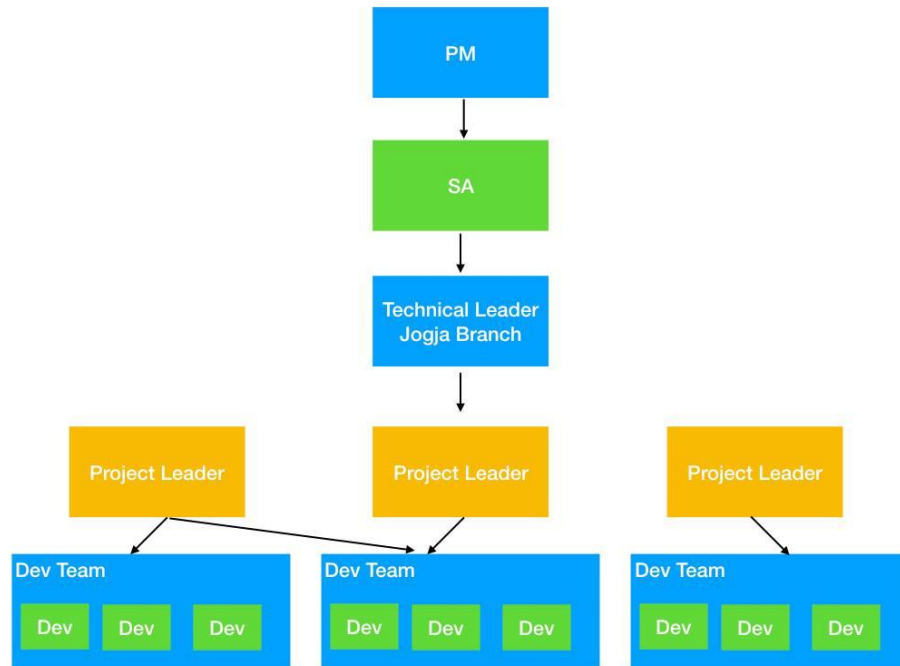 PM
SA
Technical Leader
Jogja Branch
Project Leader
Project Leader
Project Leader
Dev Team
Dev
Dev
Dev
Dev Team
Dev
Dev
Dev
Dev Team
Dev
Dev
Dev